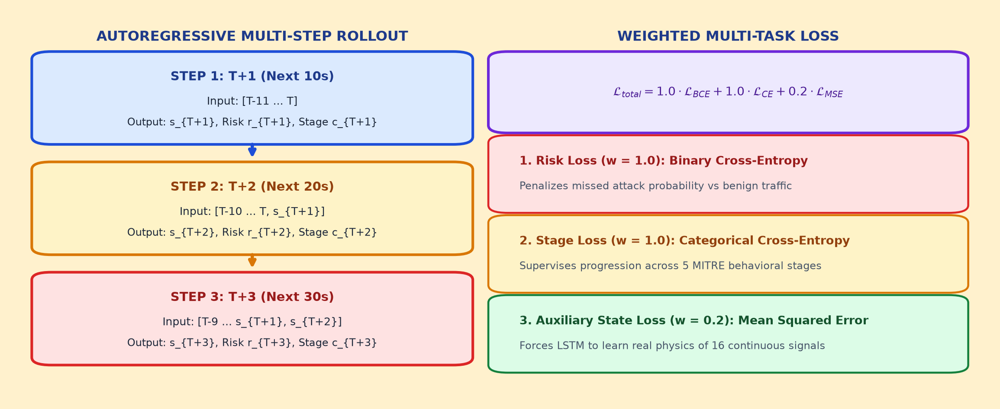 AUTOREGRESSIVE MULTI-STEP ROLLOUT
STEP 1: T+1 (Next 10s)
Input: [T-11 ... T]
Output: s_{T+1}, Risk r_{T+1}, Stage c_{T+1}
STEP 2: T+2 (Next 20s)
Input: [T-10 ... T, s_{T+1}]
Output: s_{T+2}, Risk r_{T+2}, Stage c_{T+2}
STEP 3: T+3 (Next 30s)
Input: [T-9 ... s_{T+1}, s_{T+2}]
Output: s_{T+3}, Risk r_{T+3}, Stage c_{T+3}
WEIGHTED MULTI-TASK LOSS
ℒ_total = 1.0 · ℒ_BCE + 1.0 · ℒ_CE + 0.2 · ℒ_MSE
1. Risk Loss (w = 1.0): Binary Cross-Entropy
Penalizes missed attack probability vs benign traffic
2. Stage Loss (w = 1.0): Categorical Cross-Entropy
Supervises progression across 5 MITRE behavioral stages
3. Auxiliary State Loss (w = 0.2): Mean Squared Error
Forces LSTM to learn real physics of 16 continuous signals